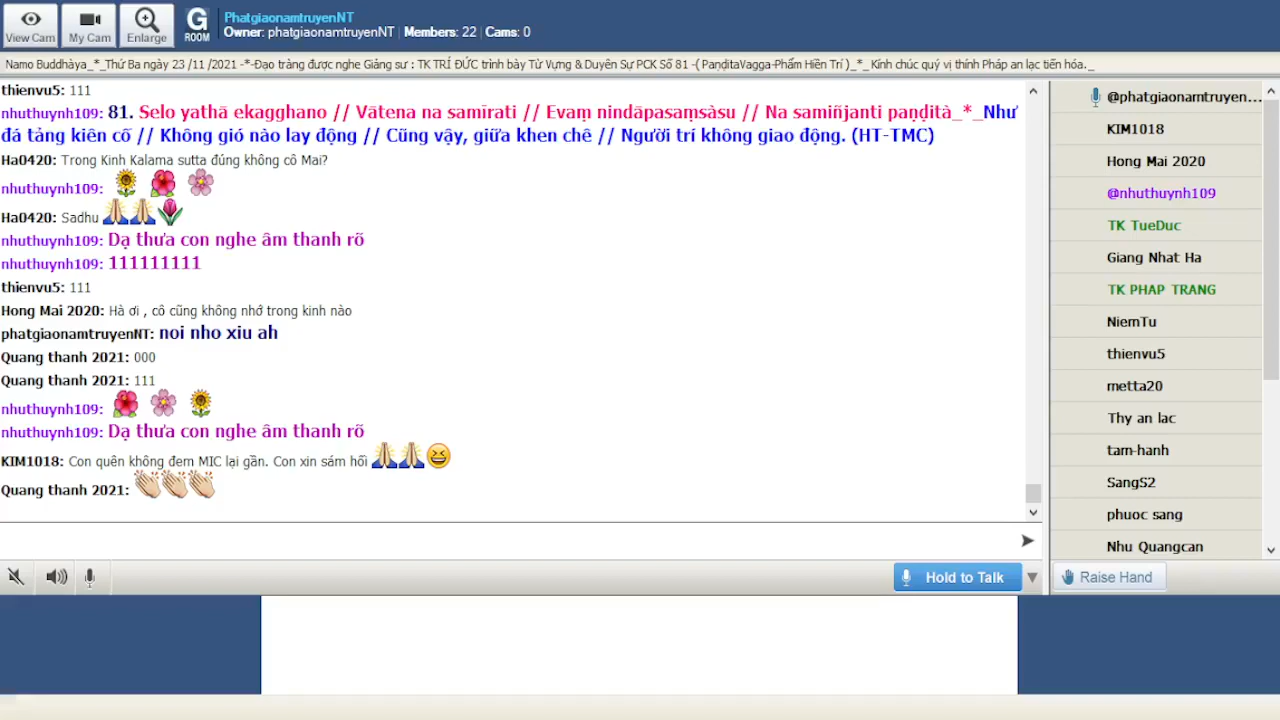 View Cam
My Cam
Enlarge
G
ROOM
PhatgiaonamtruyenNT
Owner: phatgiaonamtruyenNT | Members: 22 | Cams: 0
Namo Buddhàya_*_Thứ Ba ngày 23 /11 /2021 -*-Đạo tràng được nghe Giảng sư : TK TRÍ ĐỨC trình bày Từ Vựng & Duyên Sự PCK Số 81 -( PaṇḍitaVagga-Phẩm Hiền Trí )_*_ Kính chúc quý vị thính Pháp an lạc tiến hóa._
thienvu5: 111
nhuthuynh109: 81. Selo yathā ekagghano // Vātena na samīrati // Evaṃ nindāpasaṃsàsu // Na samiñjanti paṇḍità_*_Như
đá tảng kiên cố // Không gió nào lay động // Cũng vậy, giữa khen chê // Người trí không giao động. (HT-TMC)
Ha0420: Trong Kinh Kalama sutta đúng không cô Mai?
nhuthuynh109:
Ha0420: Sadhu
nhuthuynh109: Dạ thưa con nghe âm thanh rõ
nhuthuynh109: 111111111
thienvu5: 111
Hong Mai 2020: Hà ơi , cô cũng không nhớ trong kinh nào
phatgiaonamtruyenNT: noi nho xiu ah
Quang thanh 2021: 000
Quang thanh 2021: 111
nhuthuynh109:
nhuthuynh109: Dạ thưa con nghe âm thanh rõ
KIM1018: Con quên không đem MIC lại gần. Con xin sám hối
Quang thanh 2021:
@phatgiaonamtruyen...
KIM1018
Hong Mai 2020
@nhuthuynh109
TK TueDuc
Giang Nhat Ha
TK PHAP TRANG
NiemTu
thienvu5
metta20
Thy an lac
tam-hanh
SangS2
phuoc sang
Nhu Quangcan
Hold to Talk
Raise Hand